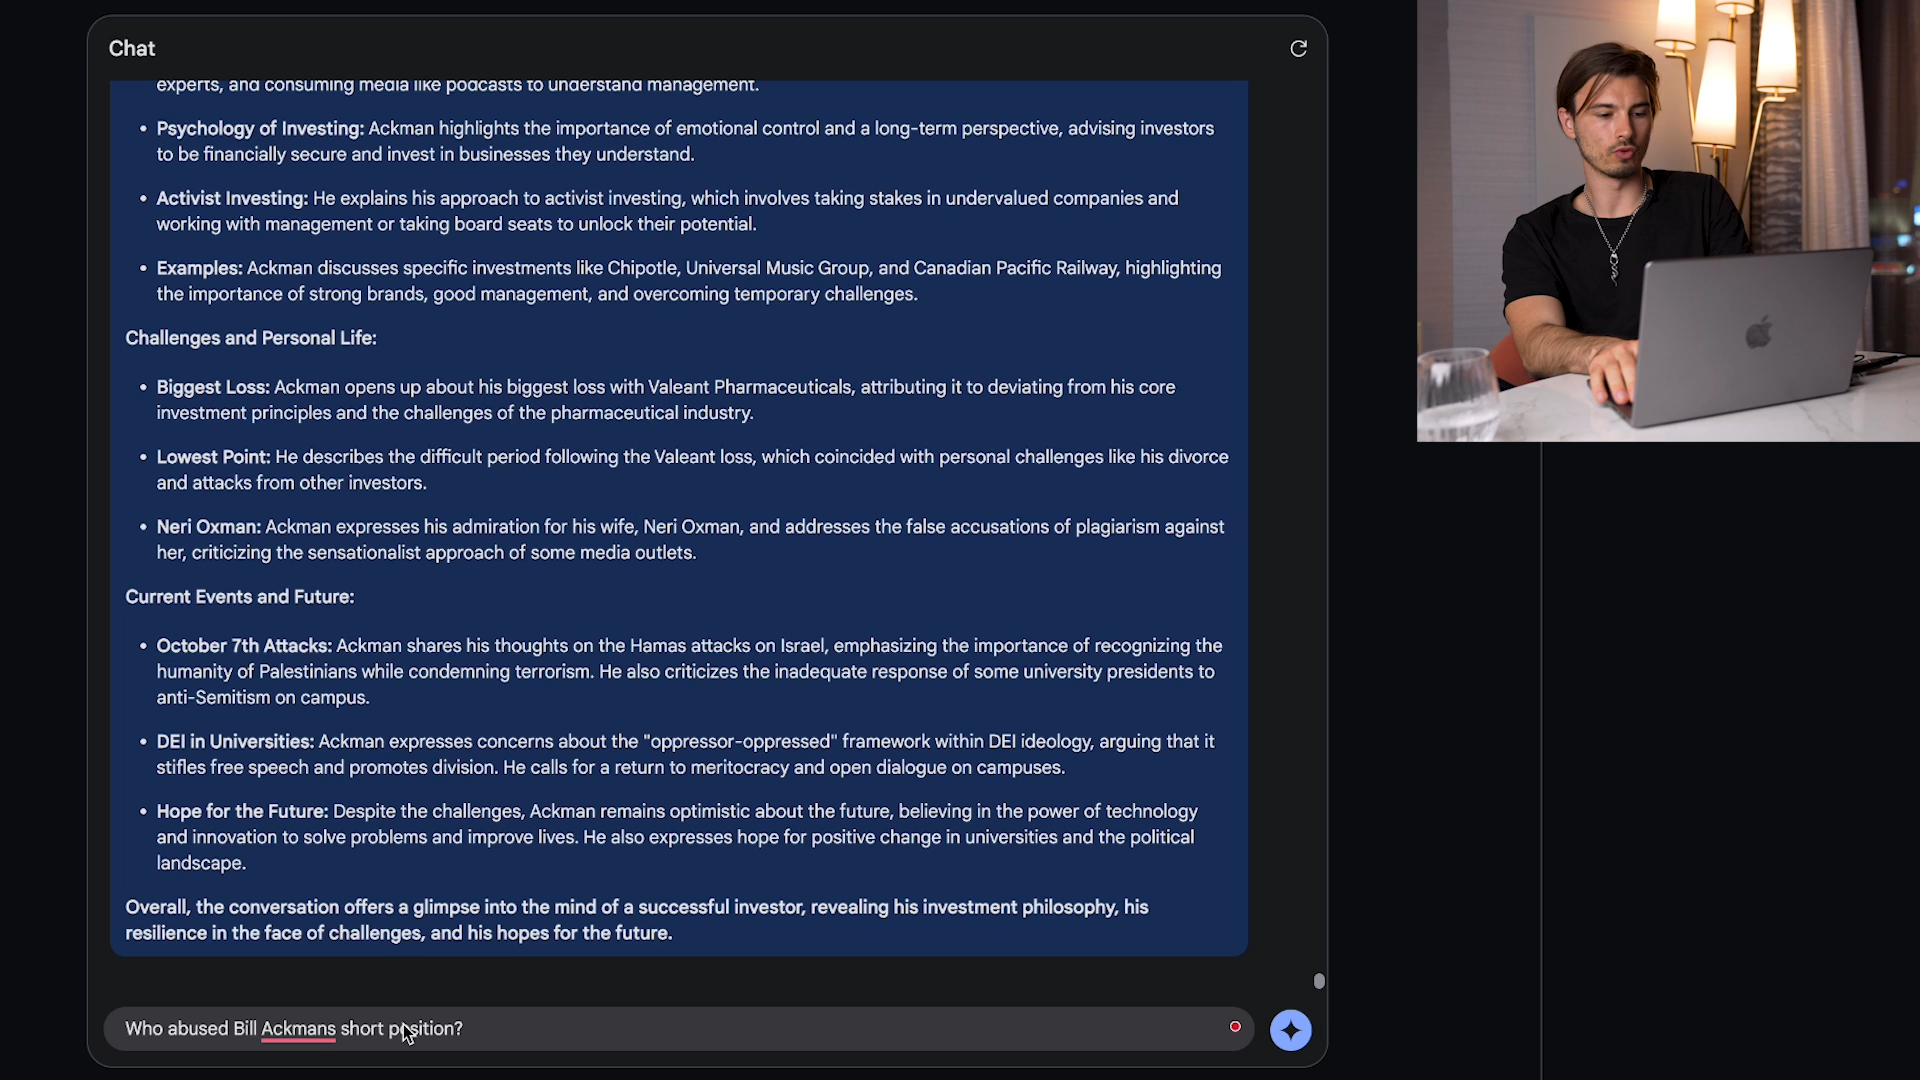 Chat
experts, and consuming media like podcasts to understand management.
• Psychology of Investing: Ackman highlights the importance of emotional control and a long-term perspective, advising investors
to be financially secure and invest in businesses they understand.
• Activist Investing: He explains his approach to activist investing, which involves taking stakes in undervalued companies and
working with management or taking board seats to unlock their potential.
• Examples: Ackman discusses specific investments like Chipotle, Universal Music Group, and Canadian Pacific Railway, highlighting
the importance of strong brands, good management, and overcoming temporary challenges.
Challenges and Personal Life:
• Biggest Loss: Ackman opens up about his biggest loss with Valeant Pharmaceuticals, attributing it to deviating from his core
investment principles and the challenges of the pharmaceutical industry.
• Lowest Point: He describes the difficult period following the Valeant loss, which coincided with personal challenges like his divorce
and attacks from other investors.
• Neri Oxman: Ackman expresses his admiration for his wife, Neri Oxman, and addresses the false accusations of plagiarism against
her, criticizing the sensationalist approach of some media outlets.
Current Events and Future:
• October 7th Attacks: Ackman shares his thoughts on the Hamas attacks on Israel, emphasizing the importance of recognizing the
humanity of Palestinians while condemning terrorism. He also criticizes the inadequate response of some university presidents to
anti-Semitism on campus.
• DEI in Universities: Ackman expresses concerns about the "oppressor-oppressed" framework within DEI ideology, arguing that it
stifles free speech and promotes division. He calls for a return to meritocracy and open dialogue on campuses.
• Hope for the Future: Despite the challenges, Ackman remains optimistic about the future, believing in the power of technology
and innovation to solve problems and improve lives. He also expresses hope for positive change in universities and the political
landscape.
Overall, the conversation offers a glimpse into the mind of a successful investor, revealing his investment philosophy, his
resilience in the face of challenges, and his hopes for the future.
Who abused Bill Ackmans short position?